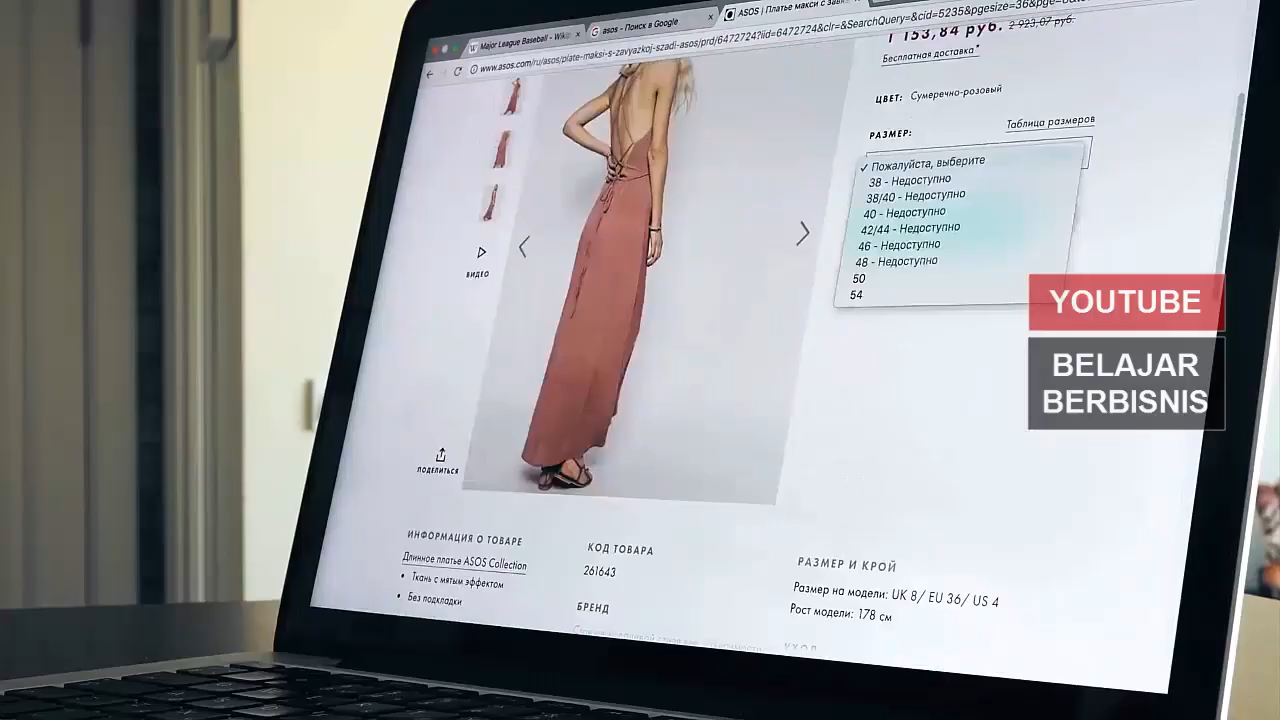 Major League Baseball - Wiki
asos - Поиск в Google
ASOS | Платье макси с завя
www.asos.com/ru/asos/plate-maksi-s-zavyazkoj-szadi-asos/prd/6472724?iid=6472724&clr=&SearchQuery=&cid=5235&pgesize=36&pge=
1 153,84 руб. 2 923,07 руб.
Бесплатная доставка*
ЦВЕТ: Сумеречно-розовый
РАЗМЕР: Таблица размеров
✓ Пожалуйста, выберите
38 - Недоступно
38/40 - Недоступно
40 - Недоступно
42/44 - Недоступно
46 - Недоступно
48 - Недоступно
50
54
ВИДЕО
YOUTUBE
BELAJAR
BERBISNIS
ПОДЕЛИТЬСЯ
ИНФОРМАЦИЯ О ТОВАРЕ
Длинное платье ASOS Collection
• Ткань с мятым эффектом
• Без подкладки
КОД ТОВАРА
261643
БРЕНД
РАЗМЕР И КРОЙ
Размер на модели: UK 8/ EU 36/ US 4
Рост модели: 178 см
УХОД